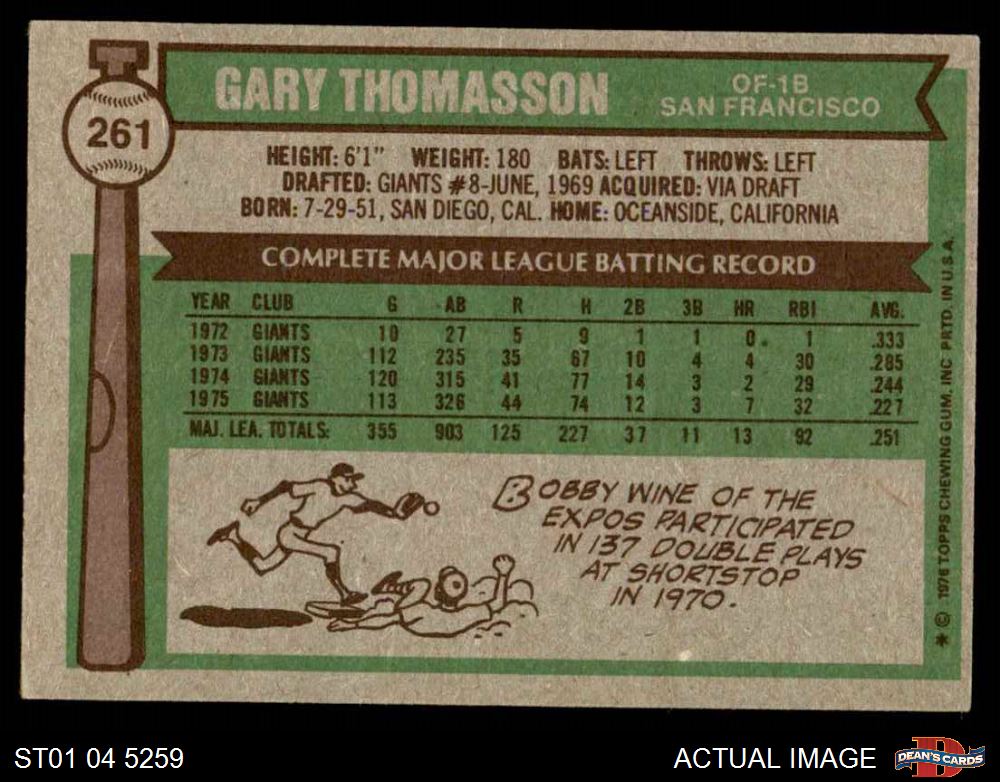 261
GARY THOMASSON
OF-1B
SAN FRANCISCO
HEIGHT: 6'1" WEIGHT: 180 BATS: LEFT THROWS: LEFT
DRAFTED: GIANTS #8-JUNE, 1969 ACQUIRED: VIA DRAFT
BORN: 7-29-51, SAN DIEGO, CAL. HOME: OCEANSIDE, CALIFORNIA
COMPLETE MAJOR LEAGUE BATTING RECORD
YEAR CLUB G AB R H 2B 3B HR RBI AVG.
1972 GIANTS 10 27 5 9 1 1 0 1 .333
1973 GIANTS 112 235 35 67 10 4 4 30 .285
1974 GIANTS 120 315 41 77 14 3 2 29 .244
1975 GIANTS 113 326 44 74 12 3 7 32 .227
MAJ. LEA. TOTALS: 355 903 125 227 37 11 13 92 .251
BOBBY WINE OF THE
EXPOS PARTICIPATED
IN 137 DOUBLE PLAYS
AT SHORTSTOP
IN 1970.
* © 1976 TOPPS CHEWING GUM, INC PRTD. IN U.S.A.
ST01 04 5259
ACTUAL IMAGE
D
DEAN'S CARDS